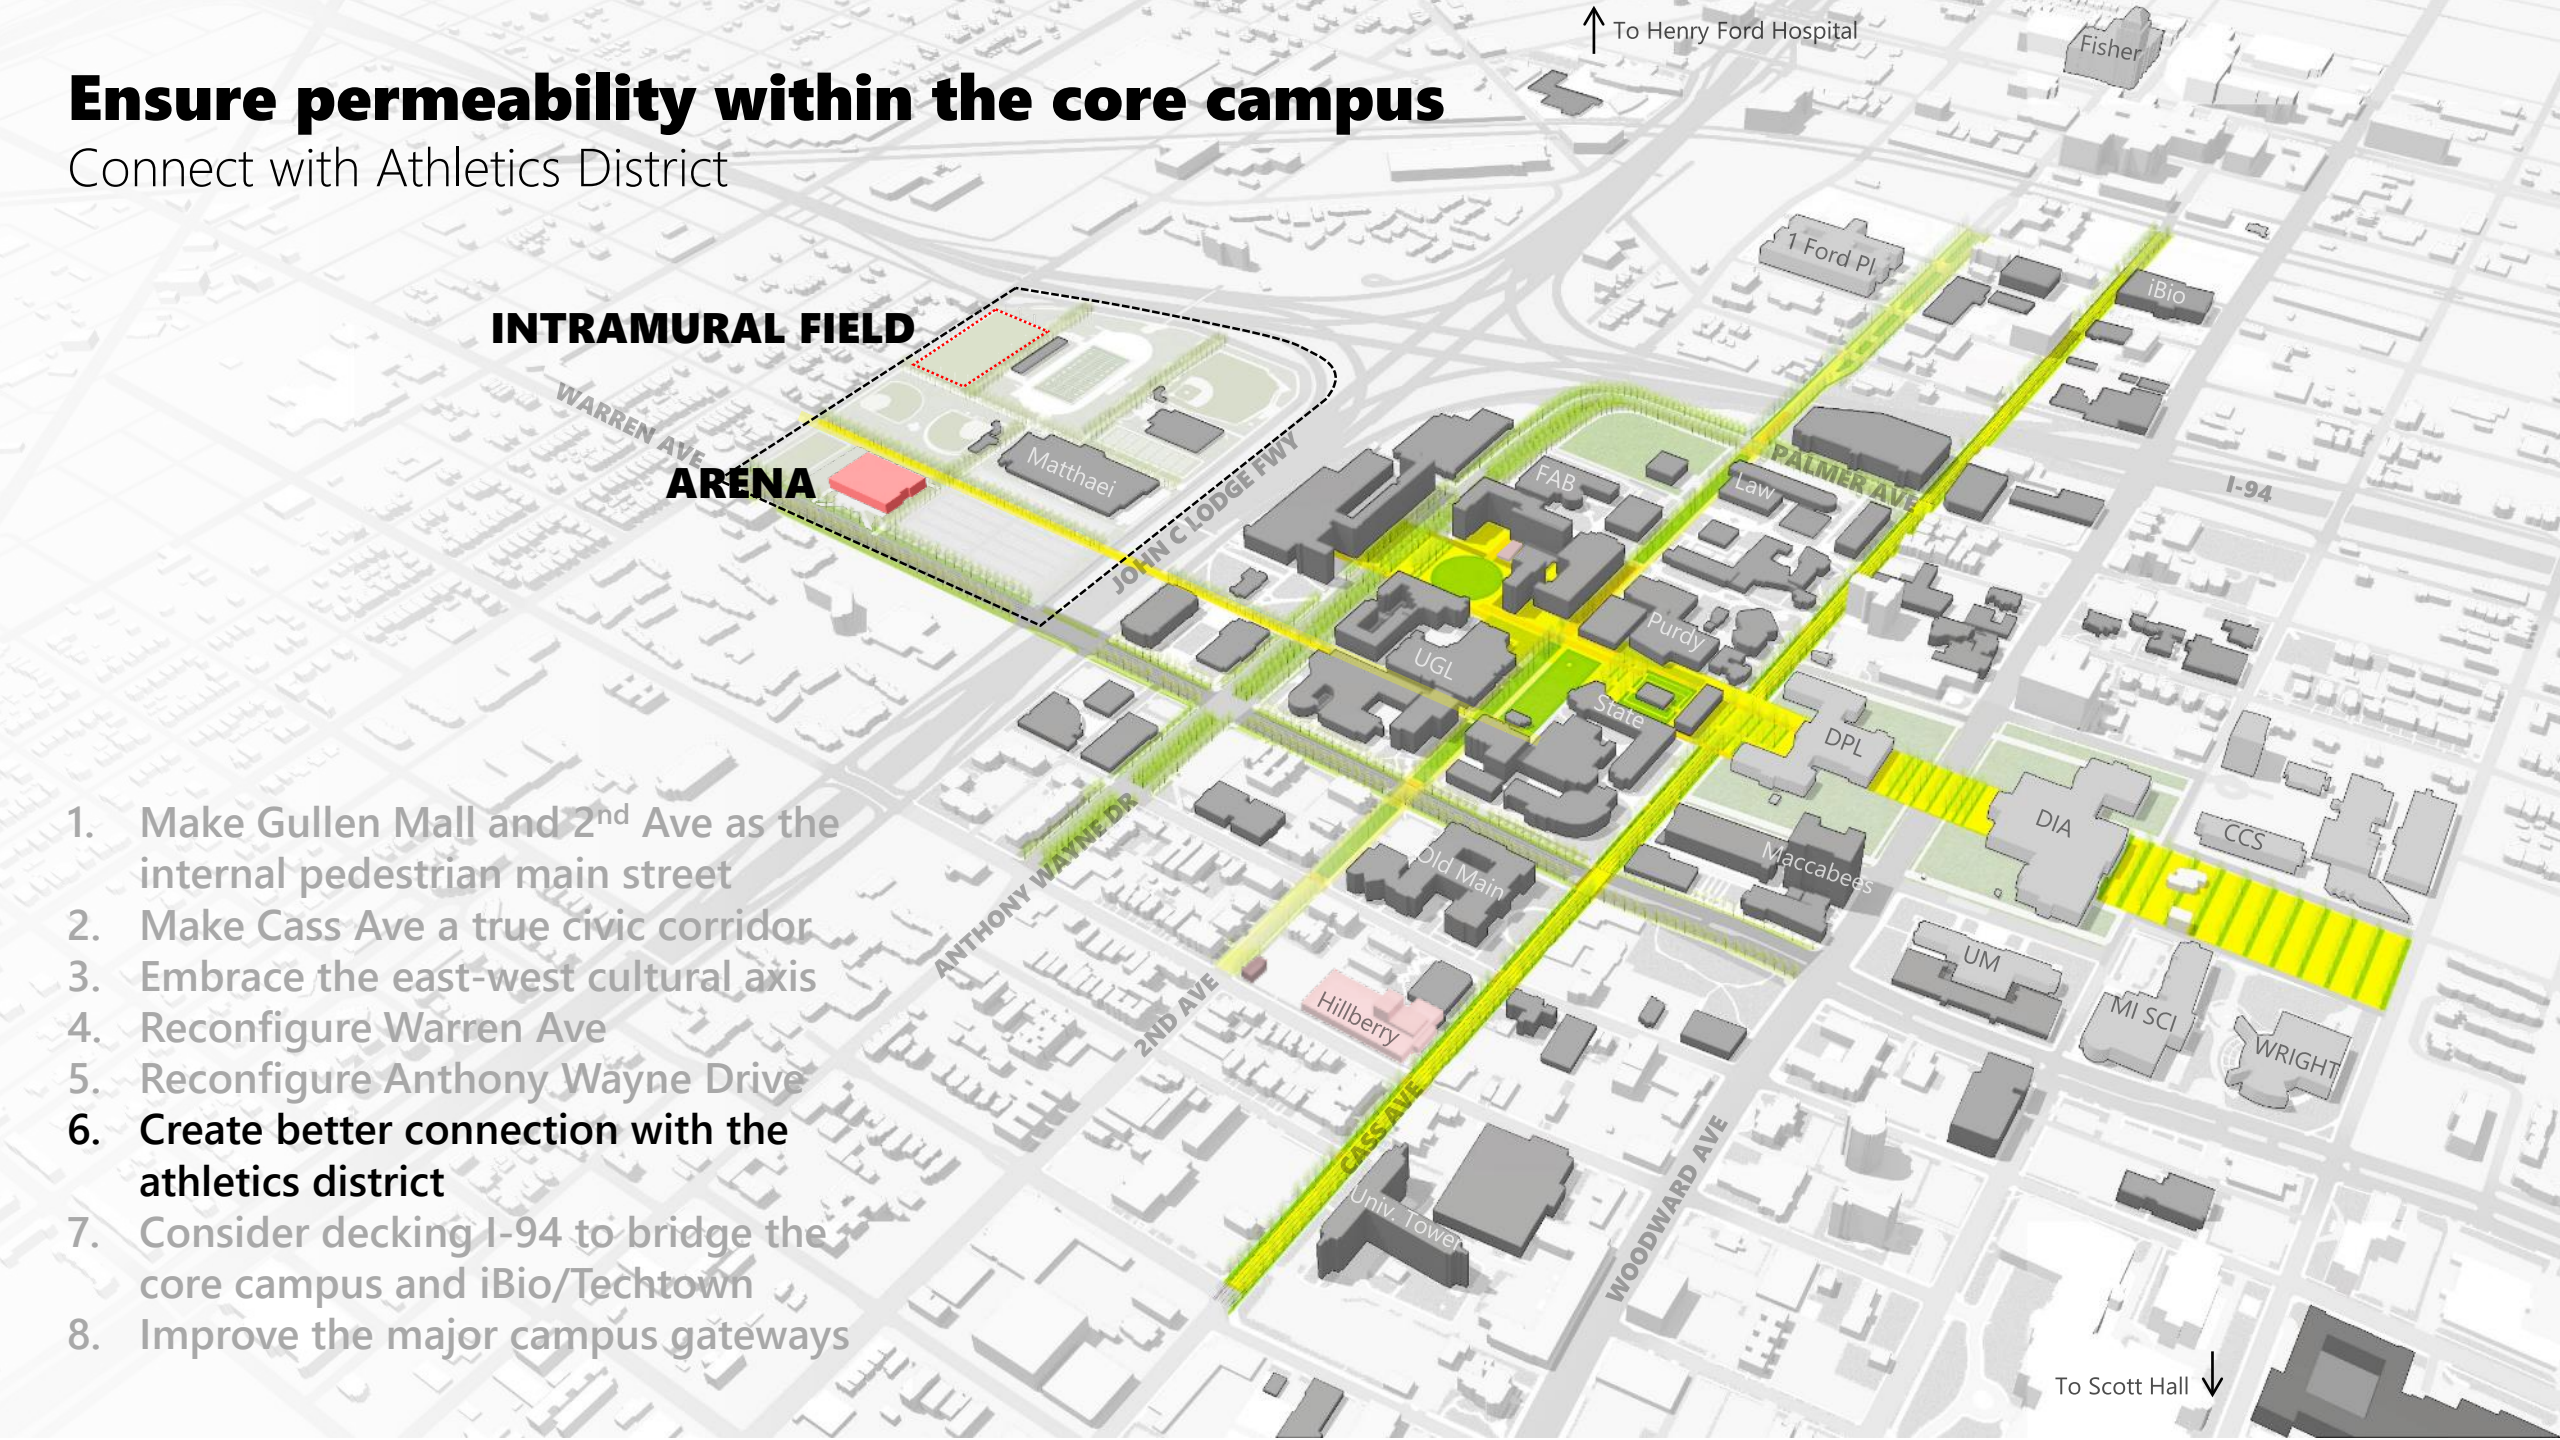 To Henry Ford Hospital
Fisher
Ensure permeability within the core campus
Connect with Athletics District
1 Ford Pl
iBio
INTRAMURAL FIELD
WARREN AVE
ARENA
Matthaei
JOHN C LODGE FWY
FAB
Law
PALMER AVE
I-94
Purdy
UGL
State
DPL
DIA
CCS
Maccabees
Old Main
ANTHONY WAYNE DR
2ND AVE
Hillberry
UM
MI SCI
WRIGHT
CASS AVE
Univ. Tower
WOODWARD AVE
1. Make Gullen Mall and 2nd Ave as the
internal pedestrian main street
2. Make Cass Ave a true civic corridor
3. Embrace the east-west cultural axis
4. Reconfigure Warren Ave
5. Reconfigure Anthony Wayne Drive
6. Create better connection with the
athletics district
7. Consider decking I-94 to bridge the
core campus and iBio/Techtown
8. Improve the major campus gateways
To Scott Hall